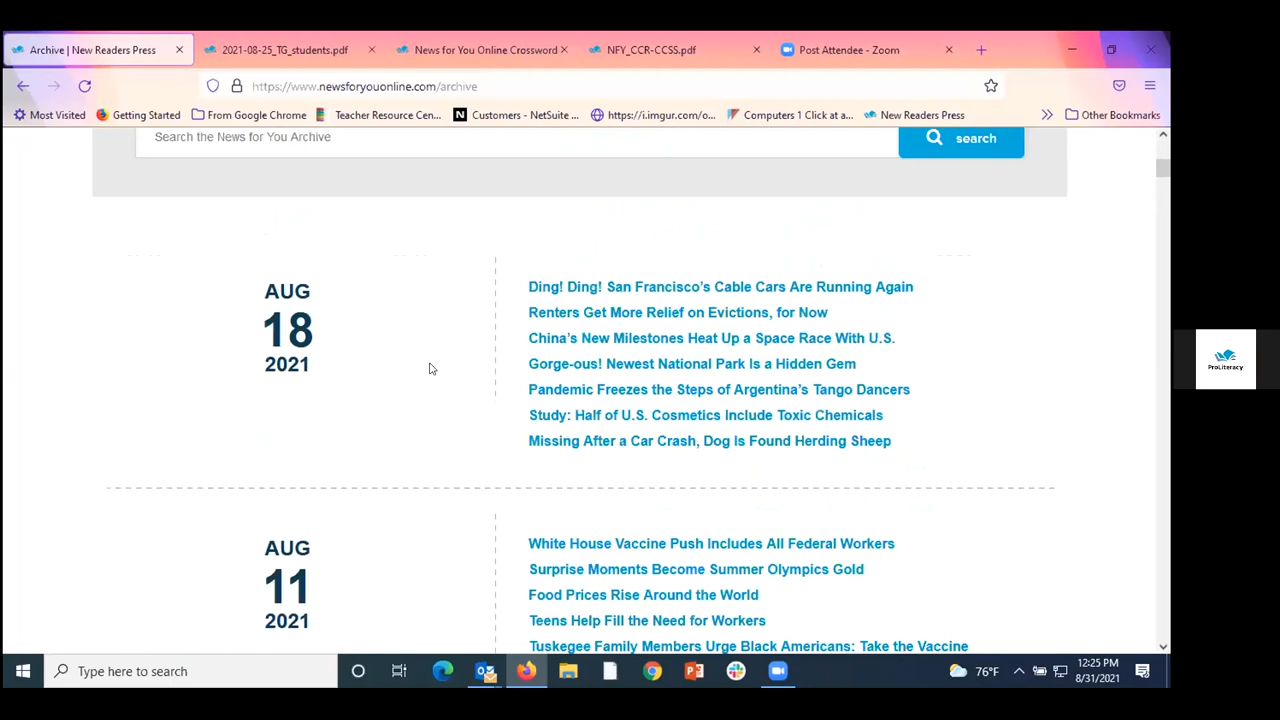 Archive | New Readers Press
2021-08-25_TG_students.pdf
News for You Online Crossword
NFY_CCR-CCSS.pdf
Post Attendee - Zoom
https://www.newsforyouonline.com/archive
Most Visited
Getting Started
From Google Chrome
Teacher Resource Cen...
N
Customers - NetSuite ...
https://i.imgur.com/o...
Computers 1 Click at a...
New Readers Press
Other Bookmarks
Search the News for You Archive
search
AUG
18
2021
Ding! Ding! San Francisco's Cable Cars Are Running Again
Renters Get More Relief on Evictions, for Now
China's New Milestones Heat Up a Space Race With U.S.
Gorge-ous! Newest National Park Is a Hidden Gem
Pandemic Freezes the Steps of Argentina's Tango Dancers
Study: Half of U.S. Cosmetics Include Toxic Chemicals
Missing After a Car Crash, Dog Is Found Herding Sheep
AUG
11
2021
White House Vaccine Push Includes All Federal Workers
Surprise Moments Become Summer Olympics Gold
Food Prices Rise Around the World
Teens Help Fill the Need for Workers
Tuskegee Family Members Urge Black Americans: Take the Vaccine
ProLiteracy
Type here to search
76°F
12:25 PM
8/31/2021